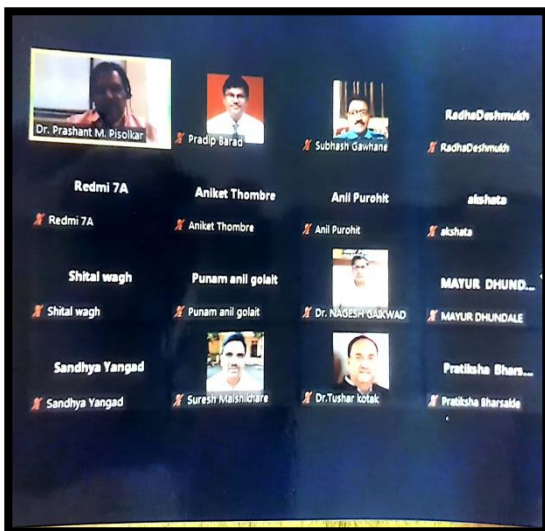 Dr. Prashant M. Pisolkar
Pradip Barad
Subhash Gawhane
RadhaDeshmukh
RadhaDeshmukh
Redmi 7A
Aniket Thombre
Anil Purohit
akshata
Redmi 7A
Aniket Thombre
Anil Purohit
akshata
Shital wagh
Punam anil golait
MAYUR DHUND...
Shital wagh
Punam anil golait
Dr. NAGESH GAIKWAD
MAYUR DHUNDALE
Sandhya Yangad
Pratiksha Bhars...
Sandhya Yangad
Suresh Maishikhare
Dr.Tushar kotak
Pratiksha Bharsakle